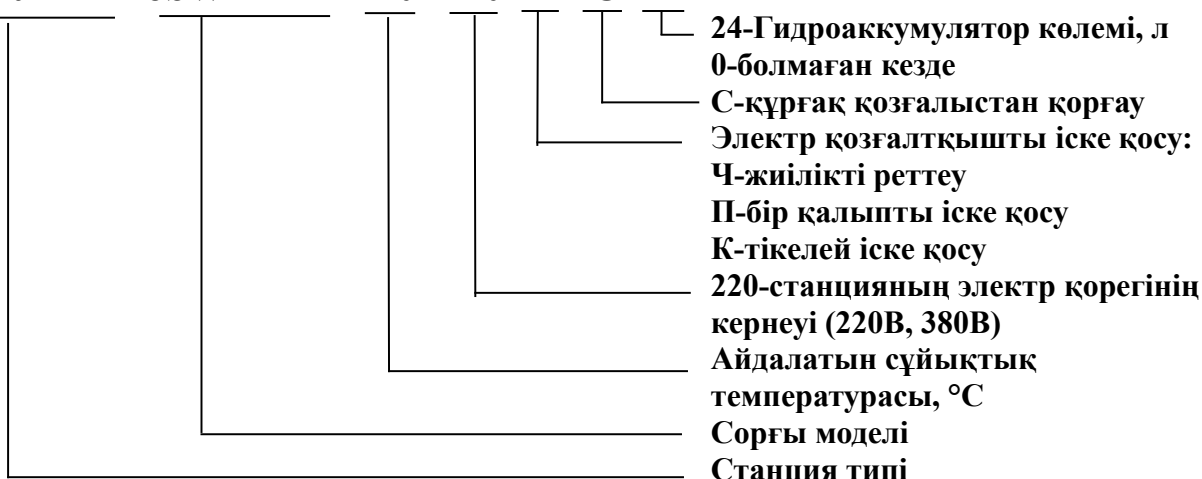 24-Гидроаккумулятор көлемі, л
0-болмаған кезде
С-құрғақ қозғалыстан қорғау
Электр қозғалтқышты іске қосу:
Ч-жиілікті реттеу
П-бір қалыпты іске қосу
К-тікелей іске қосу
220-станцияның электр қорегінің
кернеуі (220В, 380В)
Айдалатын сұйықтық
температурасы, °С
Сорғы моделі
Станция типі